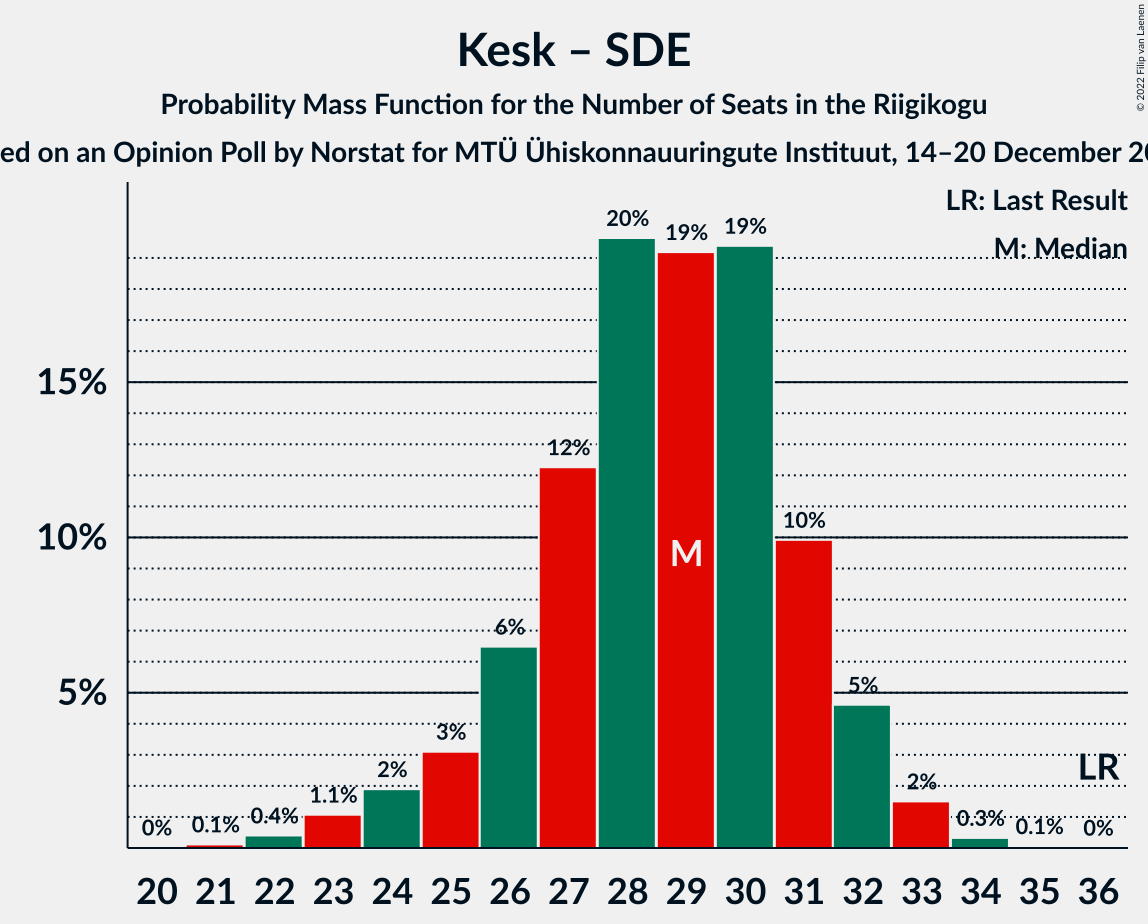 Kesk – SDE
Probability Mass Function for the Number of Seats in the Riigikogu
ed on an Opinion Poll by Norstat for MTÜ Ühiskonnauuringute Instituut, 14–20 December 20
© 2022 Filip van Laenen
LR: Last Result
M: Median
20%
19%
19%
15%
12%
10%
10%
M
6%
5%
5%
3%
2%
LR
1.1%
2%
0%
0.1%
0.4%
0.3%
0.1%
0%
20 21 22 23 24 25 26 27 28 29 30 31 32 33 34 35 36